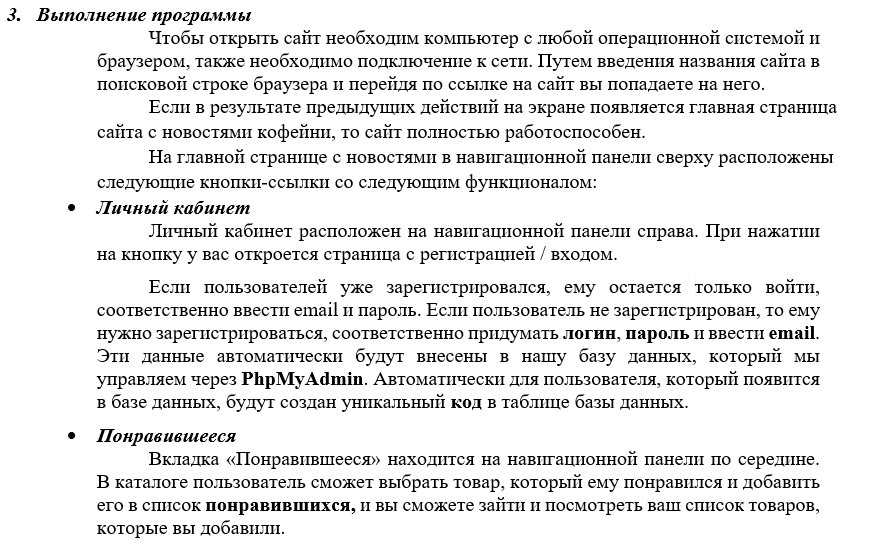 3. Выполнение программы
Чтобы открыть сайт необходим компьютер с любой операционной системой и
браузером, также необходимо подключение к сети. Путем введения названия сайта в
поисковой строке браузера и перейдя по ссылке на сайт вы попадаете на него.
Если в результате предыдущих действий на экране появляется главная страница
сайта с новостями кофейни, то сайт полностью работоспособен.
На главной странице с новостями в навигационной панели сверху расположены
следующие кнопки-ссылки со следующим функционалом:
• Личный кабинет
Личный кабинет расположен на навигационной панели справа. При нажатии
на кнопку у вас откроется страница с регистрацией / входом.
Если пользователей уже зарегистрировался, ему остается только войти,
соответственно ввести email и пароль. Если пользователь не зарегистрирован, то ему
нужно зарегистрироваться, соответственно придумать логин, пароль и ввести email.
Эти данные автоматически будут внесены в нашу базу данных, который мы
управляем через PhpMyAdmin. Автоматически для пользователя, который появится
в базе данных, будут создан уникальный код в таблице базы данных.
• Понравившееся
Вкладка «Понравившееся» находится на навигационной панели по середине.
В каталоге пользователь сможет выбрать товар, который ему понравился и добавить
его в список понравившихся, и вы сможете зайти и посмотреть ваш список товаров,
которые вы добавили.